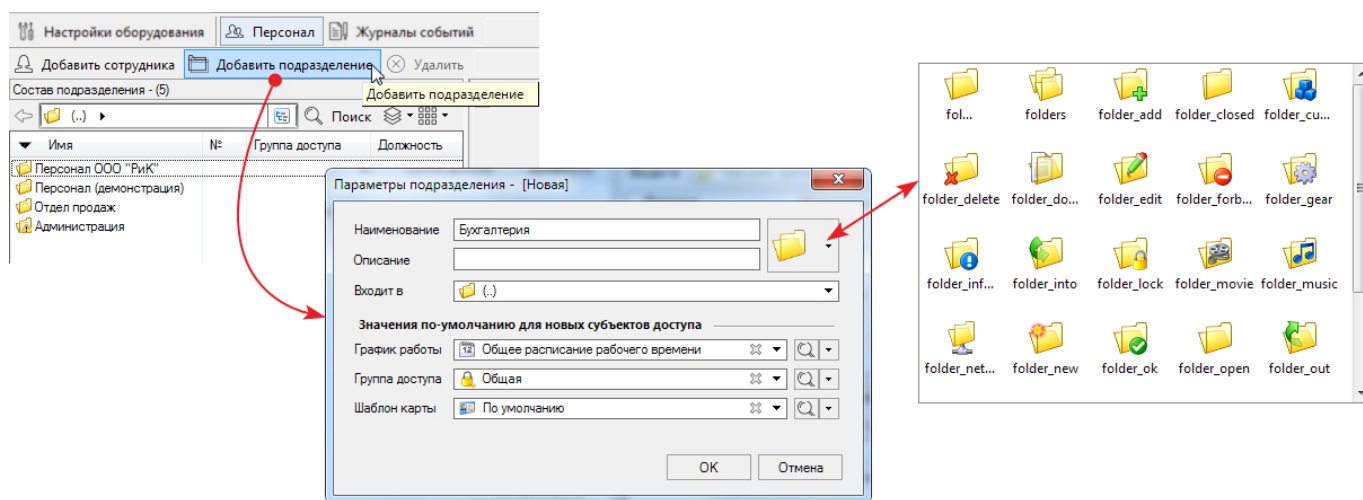 Настройки оборудования Персонал Журналы событий
Добавить сотрудника Добавить подразделение Удалить
Добавить подразделение
Состав подразделения - (5)
(..) Поиск
Имя № Группа доступа Должность
Персонал ООО "РиК"
Персонал (демонстрация)
Отдел продаж
Администрация
Параметры подразделения - [Новая]
Наименование Бухгалтерия
Описание
Входит в (..)
Значения по-умолчанию для новых субъектов доступа
График работы 12 Общее расписание рабочего времени
Группа доступа Общая
Шаблон карты По умолчанию
OK Отмена
fol... folders folder_add folder_closed folder_cu...
folder_delete folder_do... folder_edit folder_forb... folder_gear
folder_inf... folder_into folder_lock folder_movie folder_music
folder_net... folder_new folder_ok folder_open folder_out